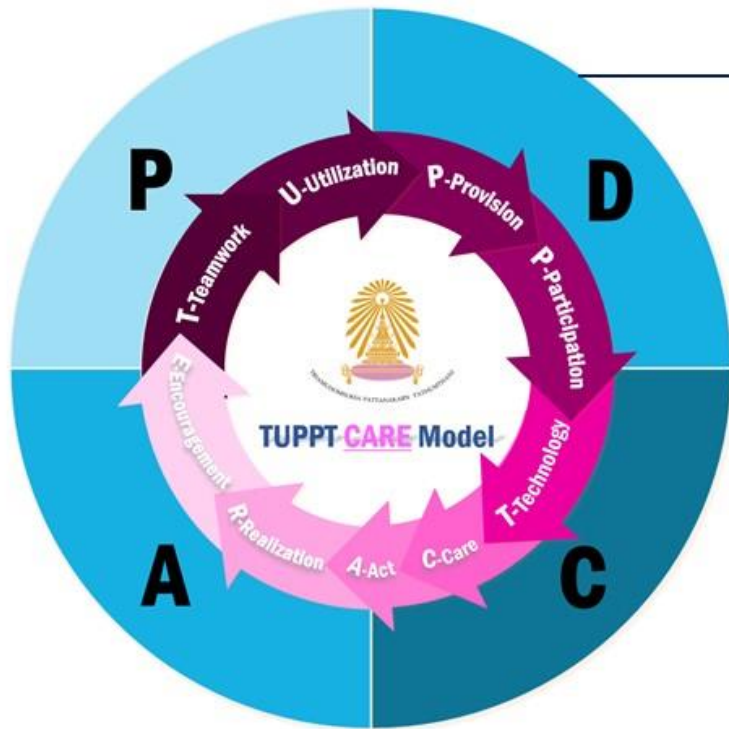 P
D
C
A
T-Teamwork
U-Utilization
P-Provision
P-Participation
T-Technology
C-Care
A-Act
R-Realization
E-Encouragement
TUPPT CARE Model